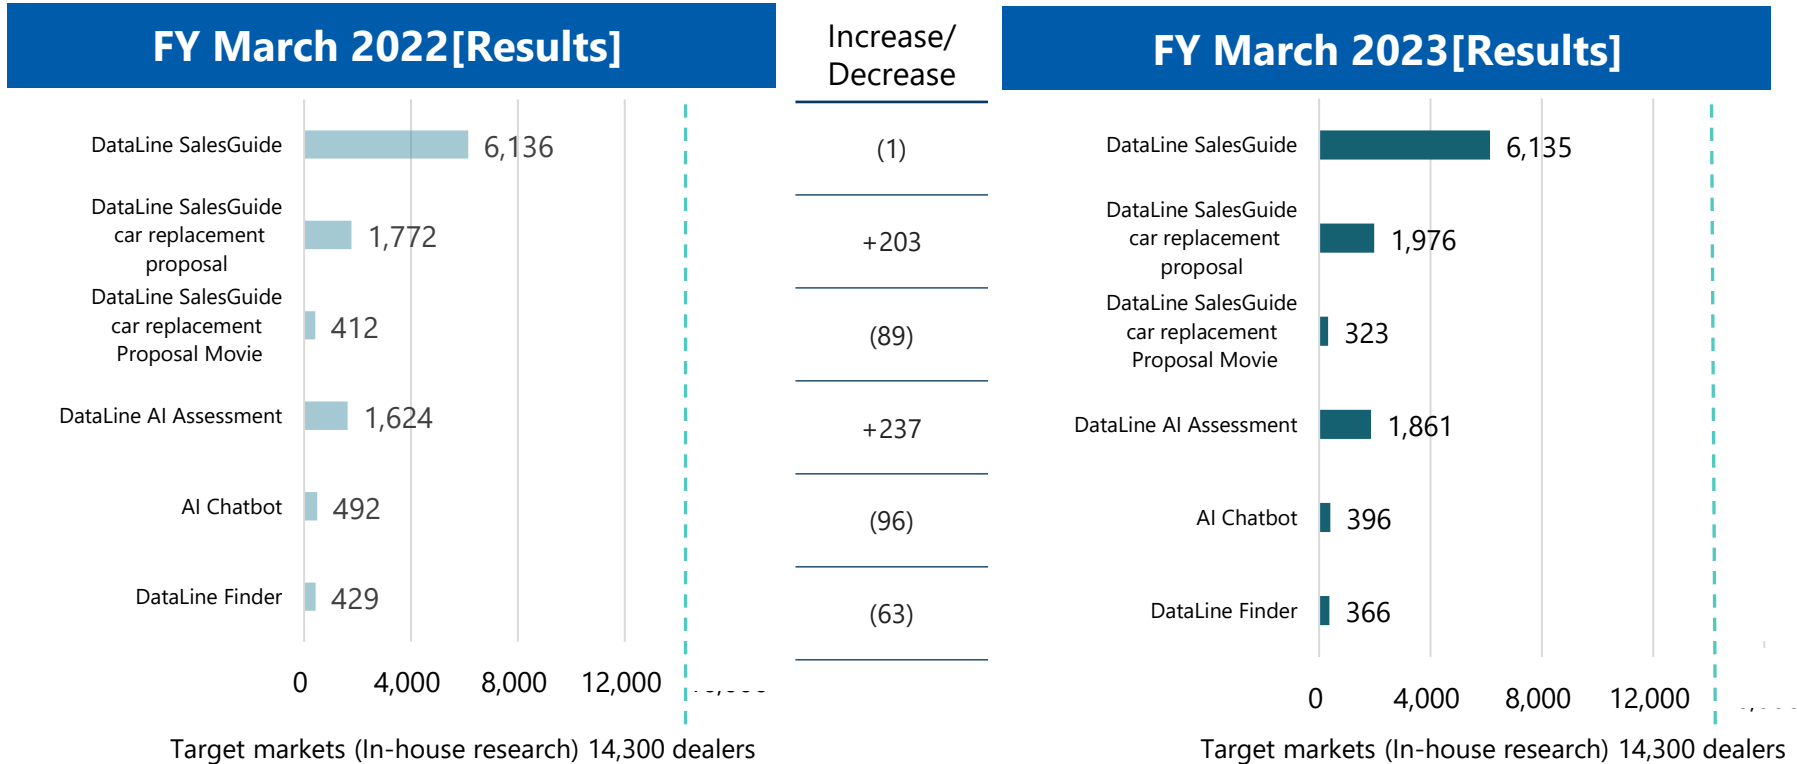 FY March 2022[Results]
DataLine SalesGuide
6,136
DataLine SalesGuide
car replacement
proposal
1,772
DataLine SalesGuide
car replacement
Proposal Movie
412
DataLine AI Assessment
1,624
AI Chatbot
492
DataLine Finder
429
0 4,000 8,000 12,000
Target markets (In-house research) 14,300 dealers
Increase/
Decrease
(1)
+203
(89)
+237
(96)
(63)
FY March 2023[Results]
DataLine SalesGuide
6,135
DataLine SalesGuide
car replacement
proposal
1,976
DataLine SalesGuide
car replacement
Proposal Movie
323
DataLine AI Assessment
1,861
AI Chatbot
396
DataLine Finder
366
0 4,000 8,000 12,000
Target markets (In-house research) 14,300 dealers